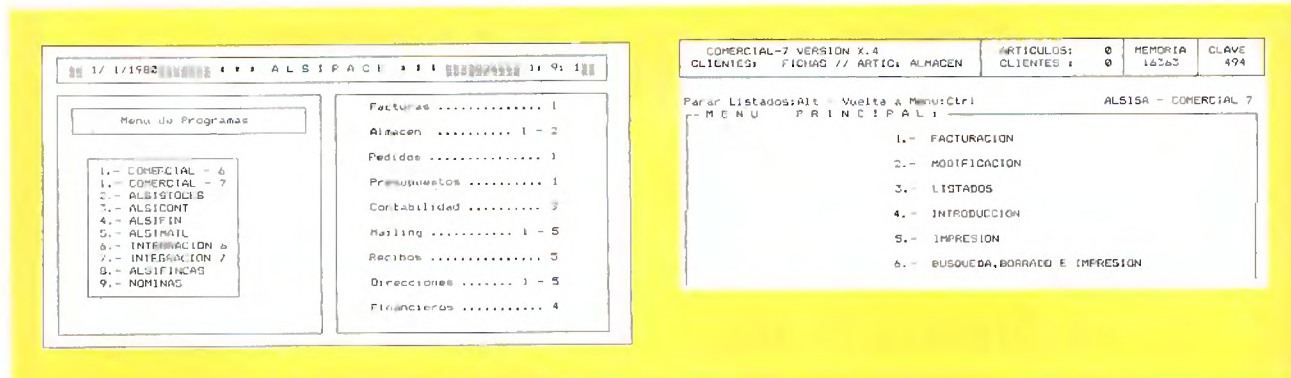 1/ 1/1980 * * * A L S I P A C K * * * 1: 9: 1
Menu de Programas
1.- COMERCIAL - 6
1.- COMERCIAL - 7
2.- ALSISTOCKS
3.- ALSICONT
4.- ALSIFIN
5.- ALSIMAIL
6.- INTEGRACION 6
7.- INTEGRACION 7
8.- ALSIFINCAS
9.- NOMINAS
Facturas .............. 1
Almacen .......... 1 - 2
Pedidos ............... 1
Presupuestos .......... 1
Contabilidad .......... 3
Mailing ........... 1 - 5
Recibos ............... 5
Direcciones ....... 1 - 5
Financieros ........... 4
COMERCIAL-7 VERSION X.4
CLIENTES: FICHAS // ARTIC: ALMACEN
ARTICULOS: 0
CLIENTES : 0
MEMORIA
16363
CLAVE
494
Parar Listados:Alt - Vuelta a Menu:Ctrl ALSISA - COMERCIAL 7
M E N U P R I N C I P A L :
1.- FACTURACION
2.- MODIFICACION
3.- LISTADOS
4.- INTRODUCCION
5.- IMPRESION
6.- BUSQUEDA,BORRADO E IMPRESION